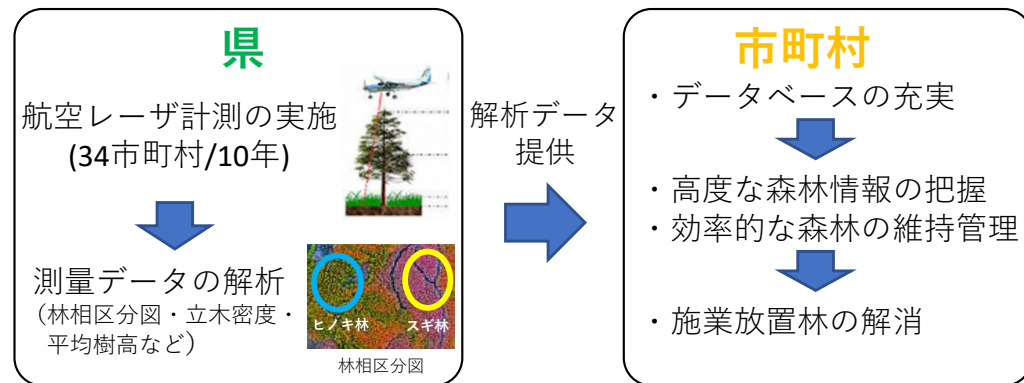 県
航空レーザ計測の実施
(34市町村/10年)
測量データの解析
（林相区分図・立木密度・
平均樹高など）
ヒノキ林
スギ林
林相区分図
解析データ
提供
市町村
・データベースの充実
・高度な森林情報の把握
・効率的な森林の維持管理
・施業放置林の解消